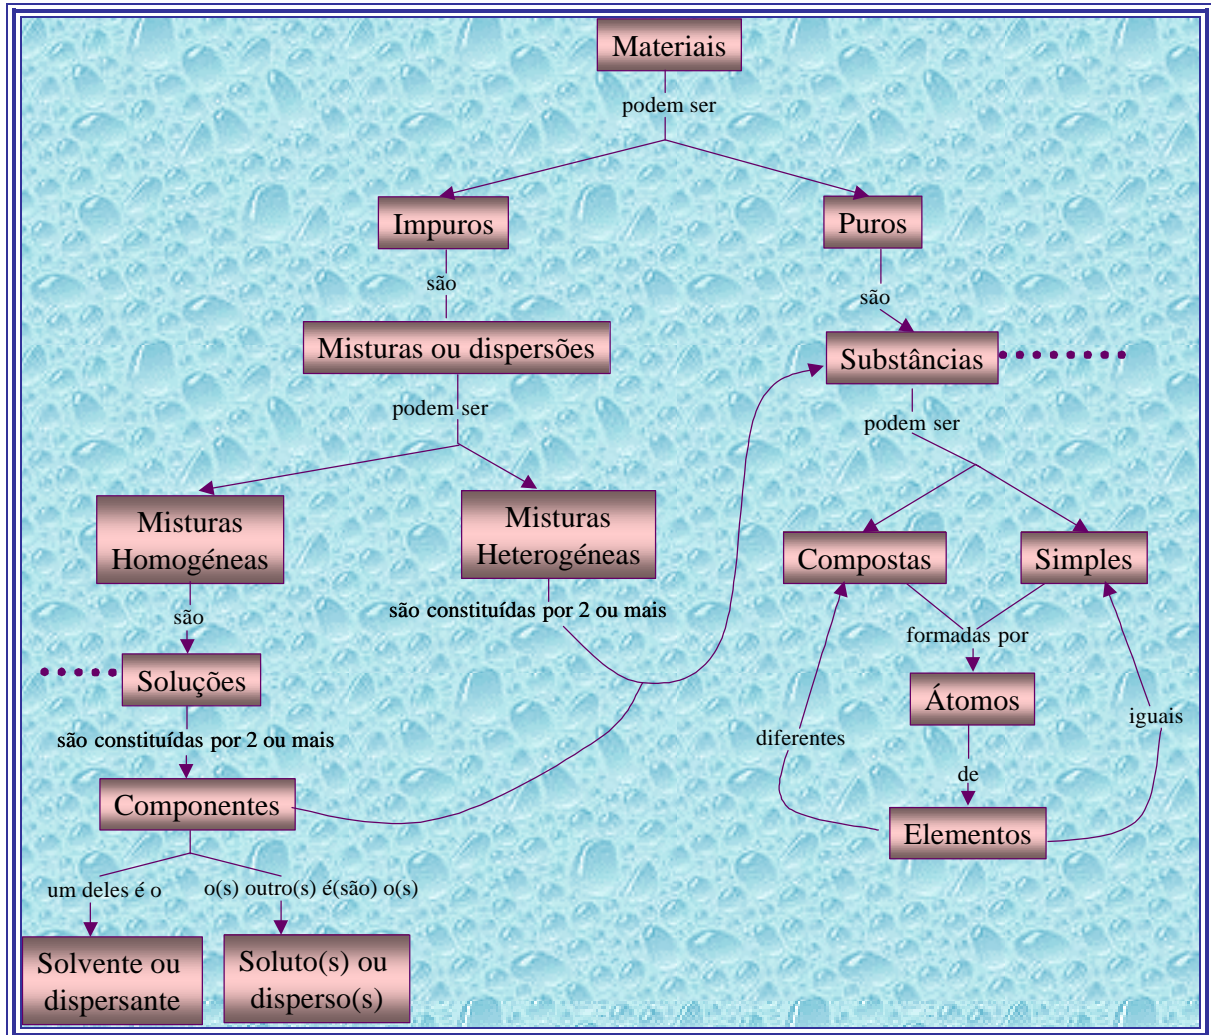 Materiais
podem ser
Impuros
Puros
são
são
Misturas ou dispersões
Substâncias
podem ser
podem ser
Misturas
Homogéneas
Misturas
Heterogéneas
Compostas
Simples
são
são constituídas por 2 ou mais
formadas por
Soluções
Átomos
iguais
são constituídas por 2 ou mais
diferentes
de
Componentes
Elementos
um deles é o
o(s) outro(s) é(são) o(s)
Solvente ou
dispersante
Soluto(s) ou
disperso(s)